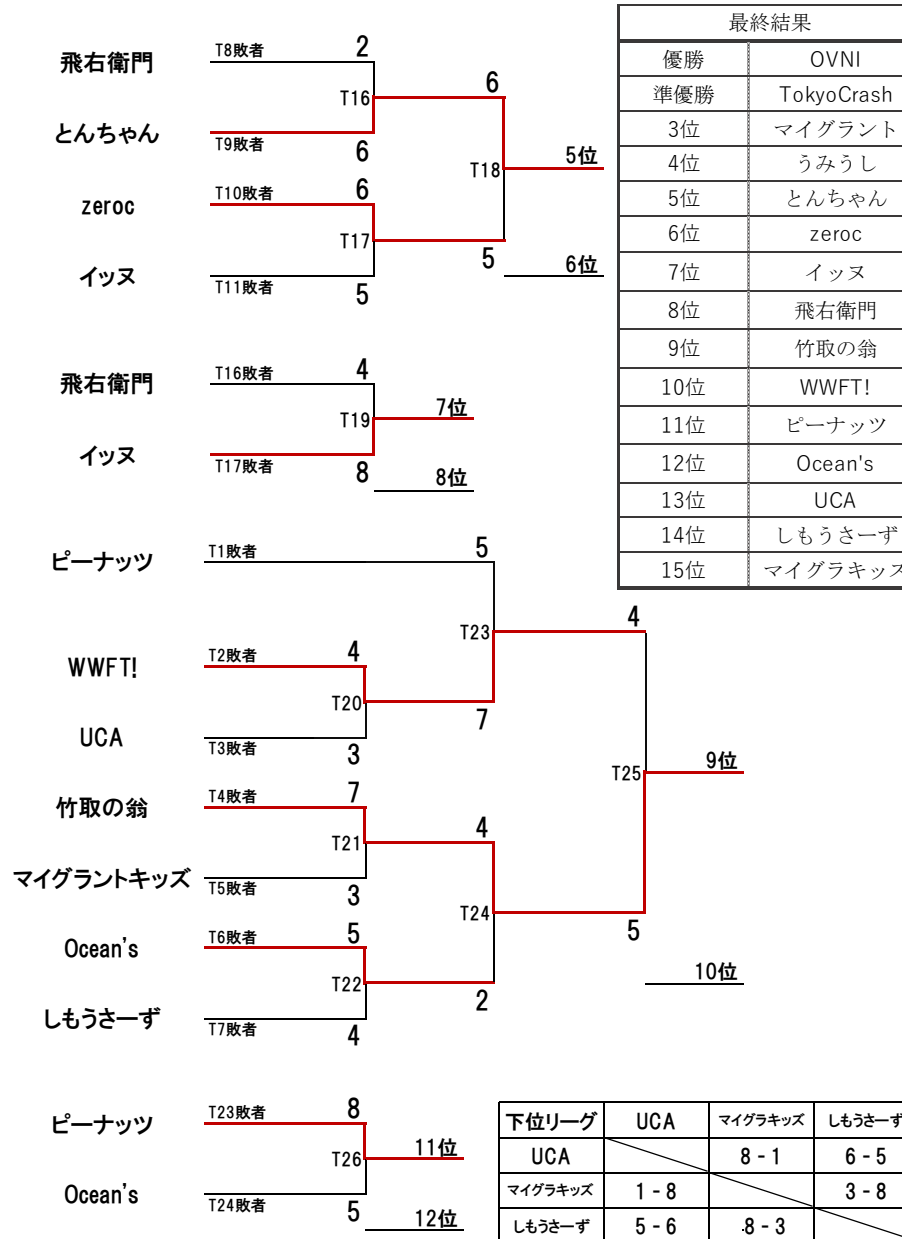 最終結果
優勝 OVNI
準優勝 TokyoCrash
3位 マイグラント
4位 うみうし
5位 とんちゃん
6位 zeroc
7位 イッヌ
8位 飛右衛門
9位 竹取の翁
10位 WWFT!
11位 ピーナッツ
12位 Ocean's
13位 UCA
14位 しもうさーず
15位 マイグラキッズ
飛右衛門 T8敗者 2
T16 6
とんちゃん T9敗者 6
T18 5位
zeroc T10敗者 6
T17 5 6位
イッヌ T11敗者 5
飛右衛門 T16敗者 4
T19 7位
イッヌ T17敗者 8 8位
ピーナッツ T1敗者 5
T23 4
WWFT! T2敗者 4
T20 7
UCA T3敗者 3
T25 9位
竹取の翁 T4敗者 7
T21 4
マイグラントキッズ T5敗者 3
T24 5
Ocean's T6敗者 5
T22 2 10位
しもうさーず T7敗者 4
ピーナッツ T23敗者 8
T26 11位
Ocean's T24敗者 5 12位
下位リーグ UCA マイグラキッズ しもうさーず
UCA 8 - 1 6 - 5
マイグラキッズ 1 - 8 3 - 8
しもうさーず 5 - 6 8 - 3